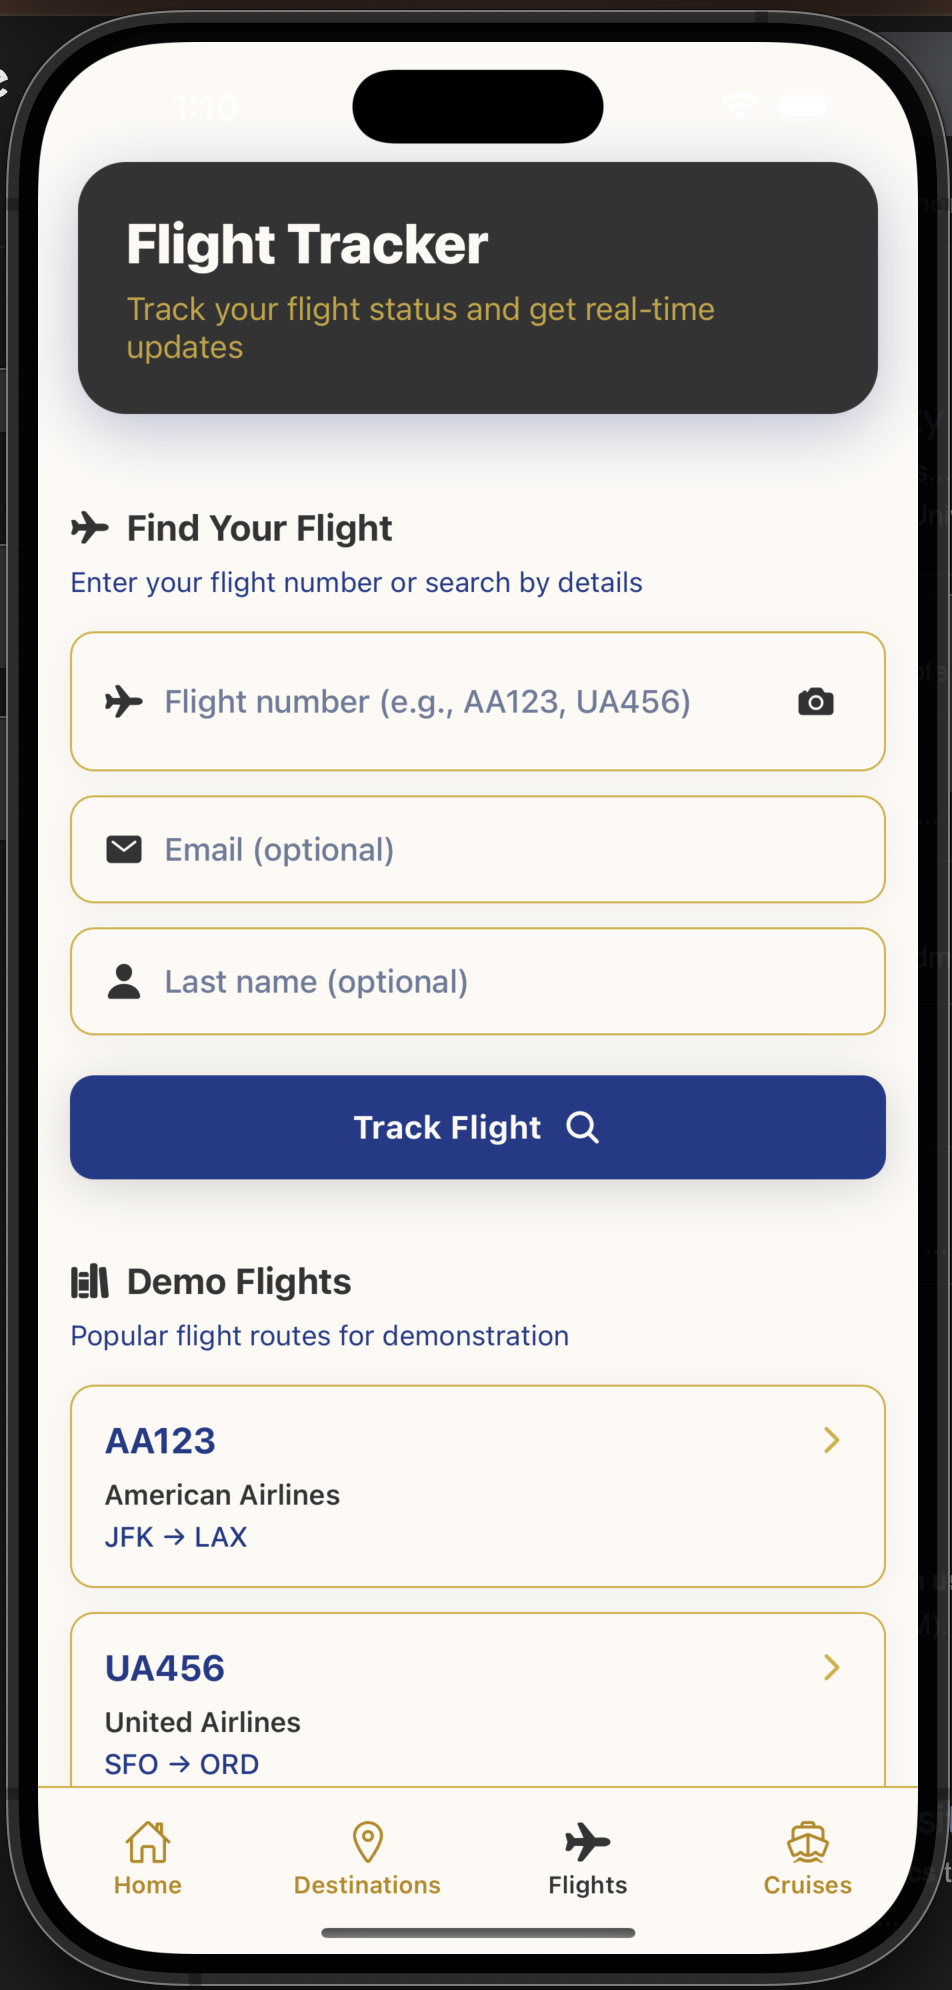 1:10
Flight Tracker
Track your flight status and get real-time
updates
Find Your Flight
Enter your flight number or search by details
Flight number (e.g., AA123, UA456)
Email (optional)
Last name (optional)
Track Flight
Demo Flights
Popular flight routes for demonstration
AA123
American Airlines
JFK → LAX
UA456
United Airlines
SFO → ORD
Home
Destinations
Flights
Cruises